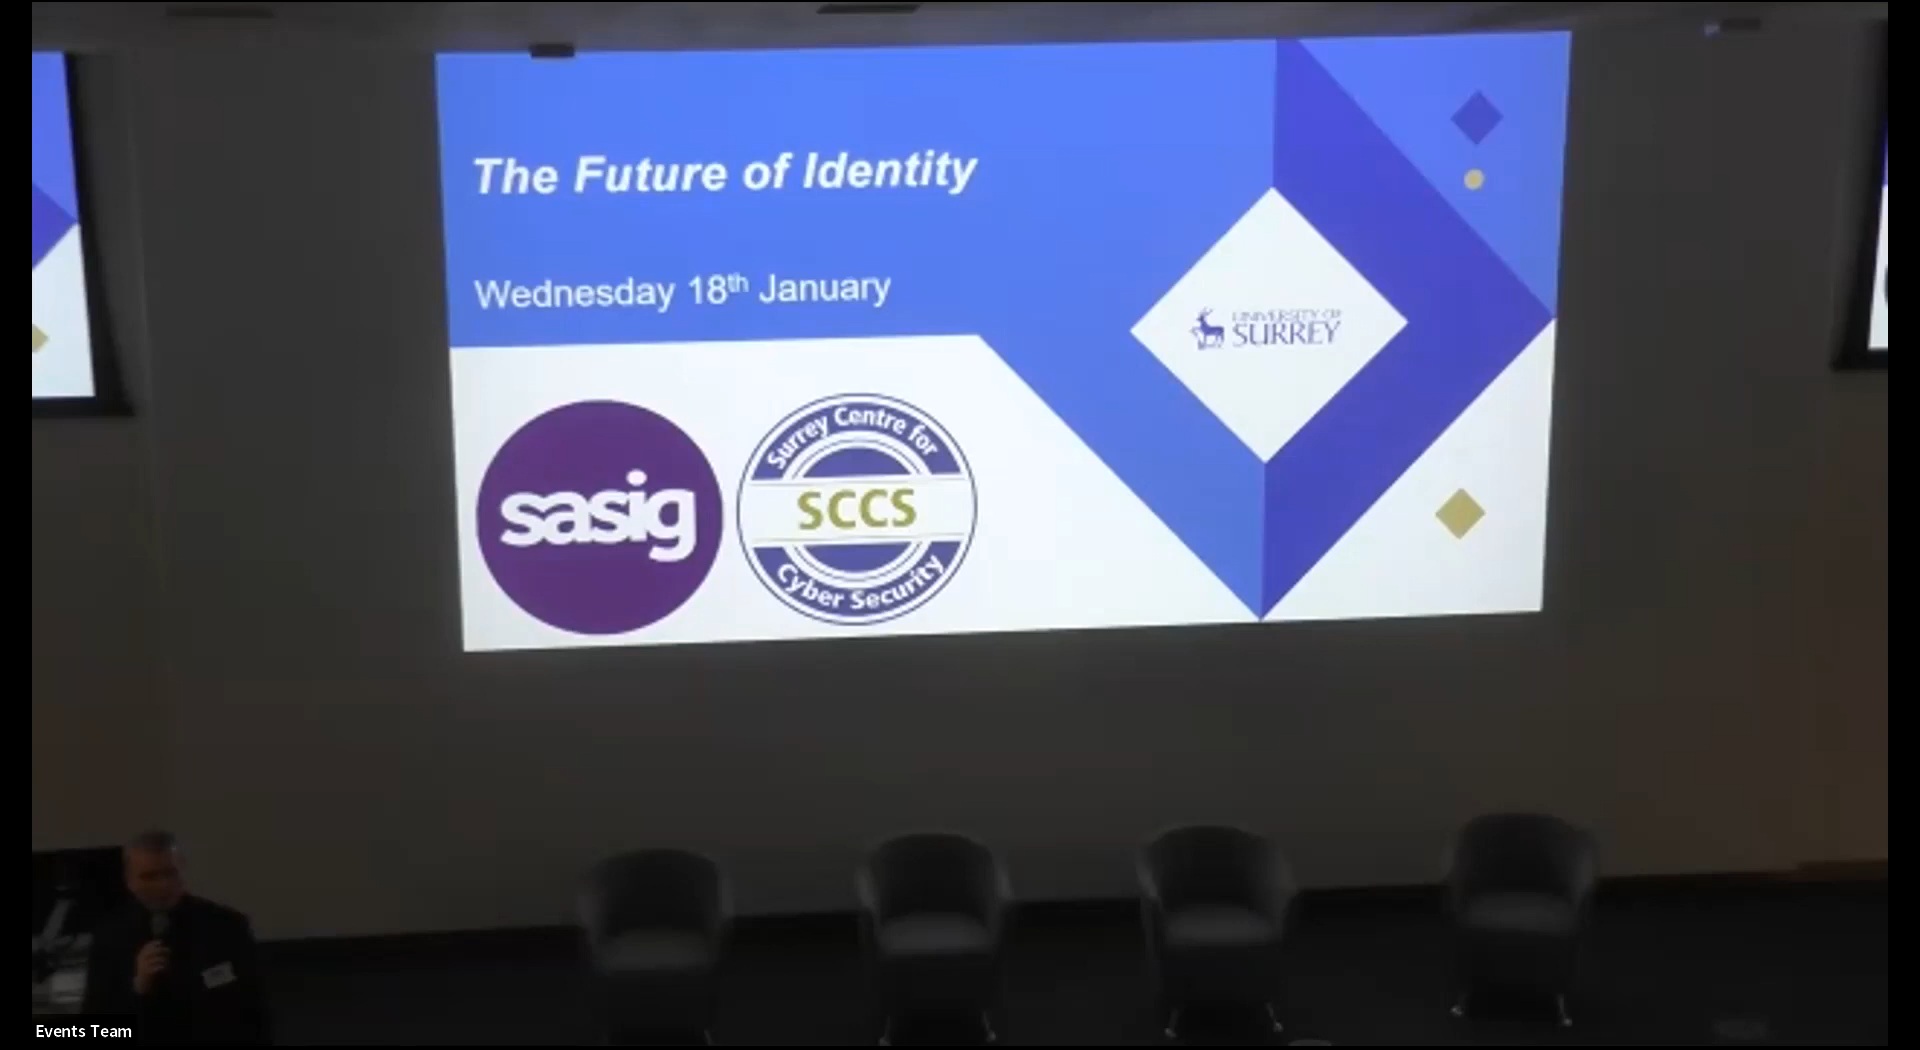 The Future of Identity
Wednesday 18th January
UNIVERSITY OF
SURREY
sasig
Surrey Centre for
SCCS
Cyber Security
Events Team